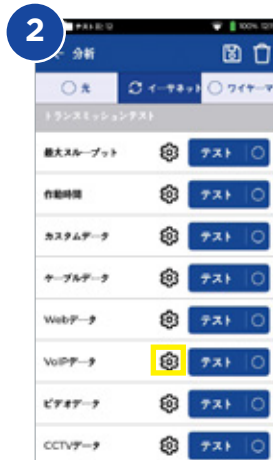 2
分析
光 イーサネット ワイヤーマ
トランスミッションテスト
最大スループット テスト
作動時間 テスト
カスタムデータ テスト
ケーブルデータ テスト
Webデータ テスト
VoIPデータ テスト
ビデオデータ テスト
CCTVデータ テスト